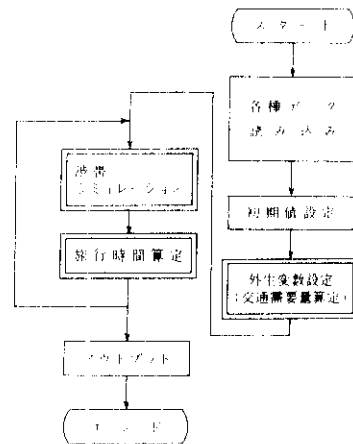 スタート
各種データ
読み込み
初期値設定
外生変数設定
(交通需要量算定)
渋滞
シミュレーション
旅行時間算定
アウトプット
エンド